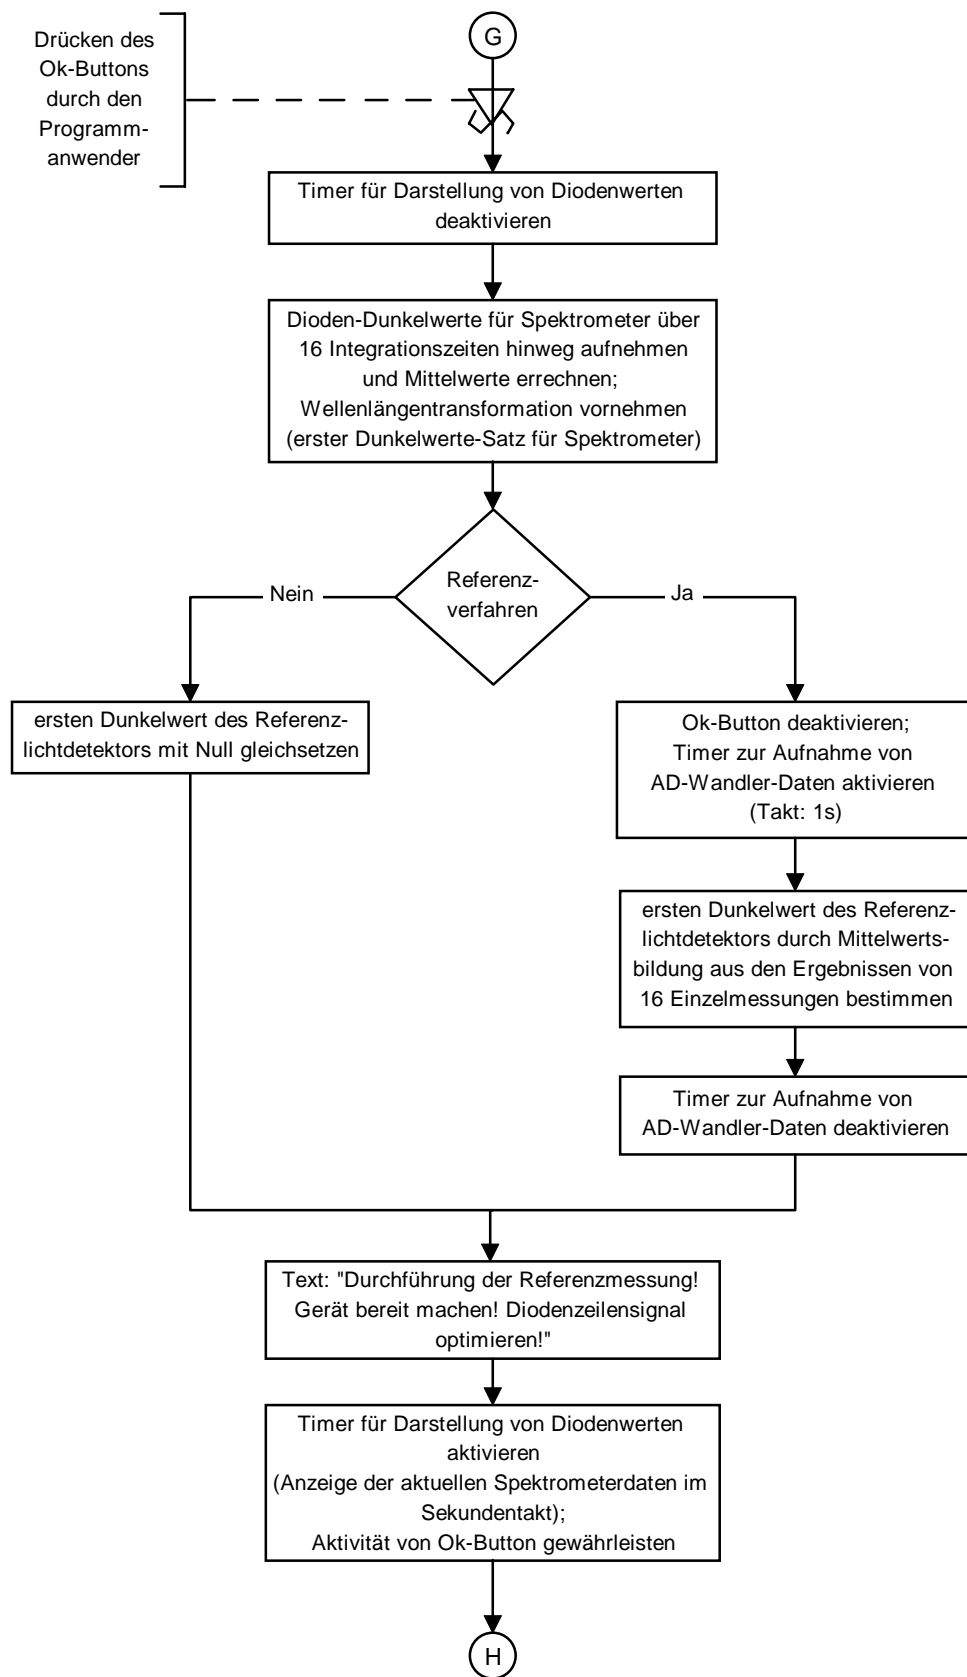 Drücken des
Ok-Buttons
durch den
Programm-
anwender
G
Timer für Darstellung von Diodenwerten
deaktivieren
Dioden-Dunkelwerte für Spektrometer über
16 Integrationszeiten hinweg aufnehmen
und Mittelwerte errechnen;
Wellenlängentransformation vornehmen
(erster Dunkelwerte-Satz für Spektrometer)
Referenz-
verfahren
Nein
Ja
ersten Dunkelwert des Referenz-
lichtdetektors mit Null gleichsetzen
Ok-Button deaktivieren;
Timer zur Aufnahme von
AD-Wandler-Daten aktivieren
(Takt: 1s)
ersten Dunkelwert des Referenz-
lichtdetektors durch Mittelwerts-
bildung aus den Ergebnissen von
16 Einzelmessungen bestimmen
Timer zur Aufnahme von
AD-Wandler-Daten deaktivieren
Text: "Durchführung der Referenzmessung!
Gerät bereit machen! Diodenzeilensignal
optimieren!"
Timer für Darstellung von Diodenwerten
aktivieren
(Anzeige der aktuellen Spektrometerdaten im
Sekundentakt);
Aktivität von Ok-Button gewährleisten
H